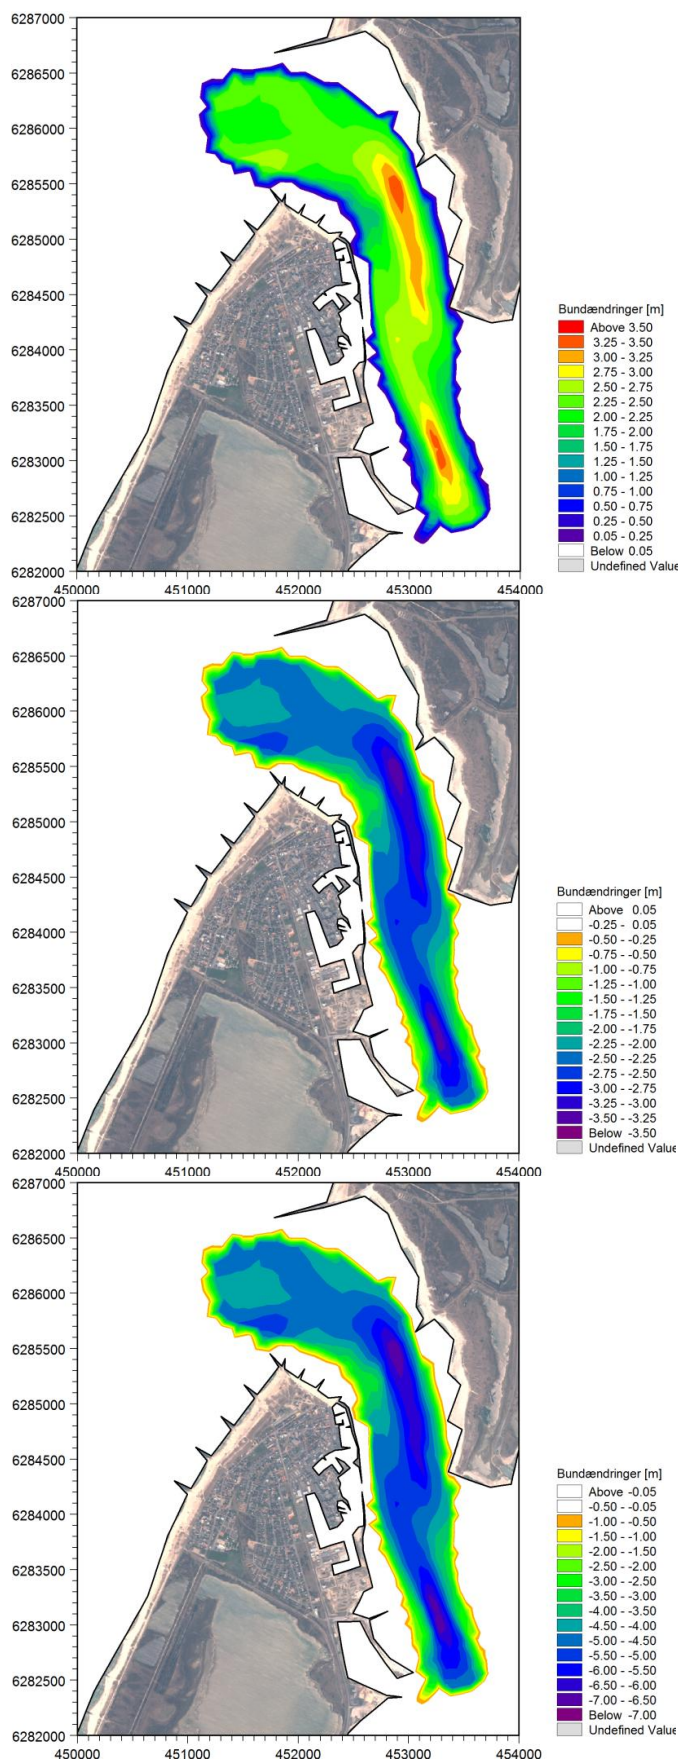 6287000
6286500
6286000
6285500
6285000
6284500
6284000
6283500
6283000
6282500
6282000
450000 451000 452000 453000 454000
Bundændringer [m]
Above 3.50
3.25 - 3.50
3.00 - 3.25
2.75 - 3.00
2.50 - 2.75
2.25 - 2.50
2.00 - 2.25
1.75 - 2.00
1.50 - 1.75
1.25 - 1.50
1.00 - 1.25
0.75 - 1.00
0.50 - 0.75
0.25 - 0.50
0.05 - 0.25
Below 0.05
Undefined Value
6287000
6286500
6286000
6285500
6285000
6284500
6284000
6283500
6283000
6282500
6282000
450000 451000 452000 453000 454000
Bundændringer [m]
Above 0.05
-0.25 - 0.05
-0.50 - -0.25
-0.75 - -0.50
-1.00 - -0.75
-1.25 - -1.00
-1.50 - -1.25
-1.75 - -1.50
-2.00 - -1.75
-2.25 - -2.00
-2.50 - -2.25
-2.75 - -2.50
-3.00 - -2.75
-3.25 - -3.00
-3.50 - -3.25
Below -3.50
Undefined Value
6287000
6286500
6286000
6285500
6285000
6284500
6284000
6283500
6283000
6282500
6282000
450000 451000 452000 453000 454000
Bundændringer [m]
Above -0.05
-0.50 - -0.05
-1.00 - -0.50
-1.50 - -1.00
-2.00 - -1.50
-2.50 - -2.00
-3.00 - -2.50
-3.50 - -3.00
-4.00 - -3.50
-4.50 - -4.00
-5.00 - -4.50
-5.50 - -5.00
-6.00 - -5.50
-6.50 - -6.00
-7.00 - -6.50
Below -7.00
Undefined Value